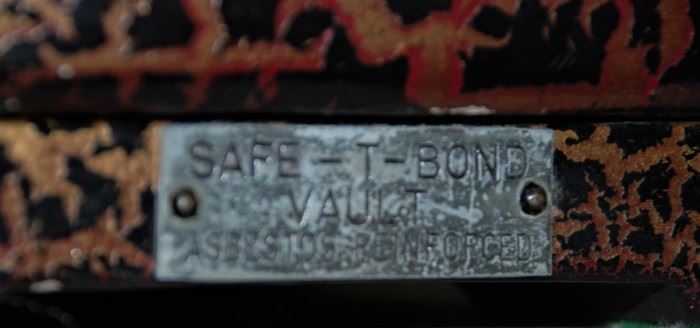 SAFE-T-BOND
VAULT
ASBESTOS REINFORCED